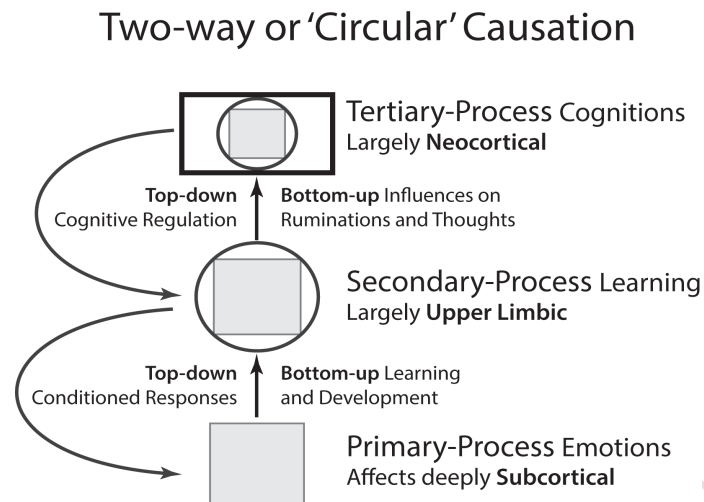 Two-way or 'Circular' Causation
Tertiary-Process Cognitions
Largely Neocortical
Top-down
Cognitive Regulation
Bottom-up Influences on
Ruminations and Thoughts
Secondary-Process Learning
Largely Upper Limbic
Top-down
Conditioned Responses
Bottom-up Learning
and Development
Primary-Process Emotions
Affects deeply Subcortical